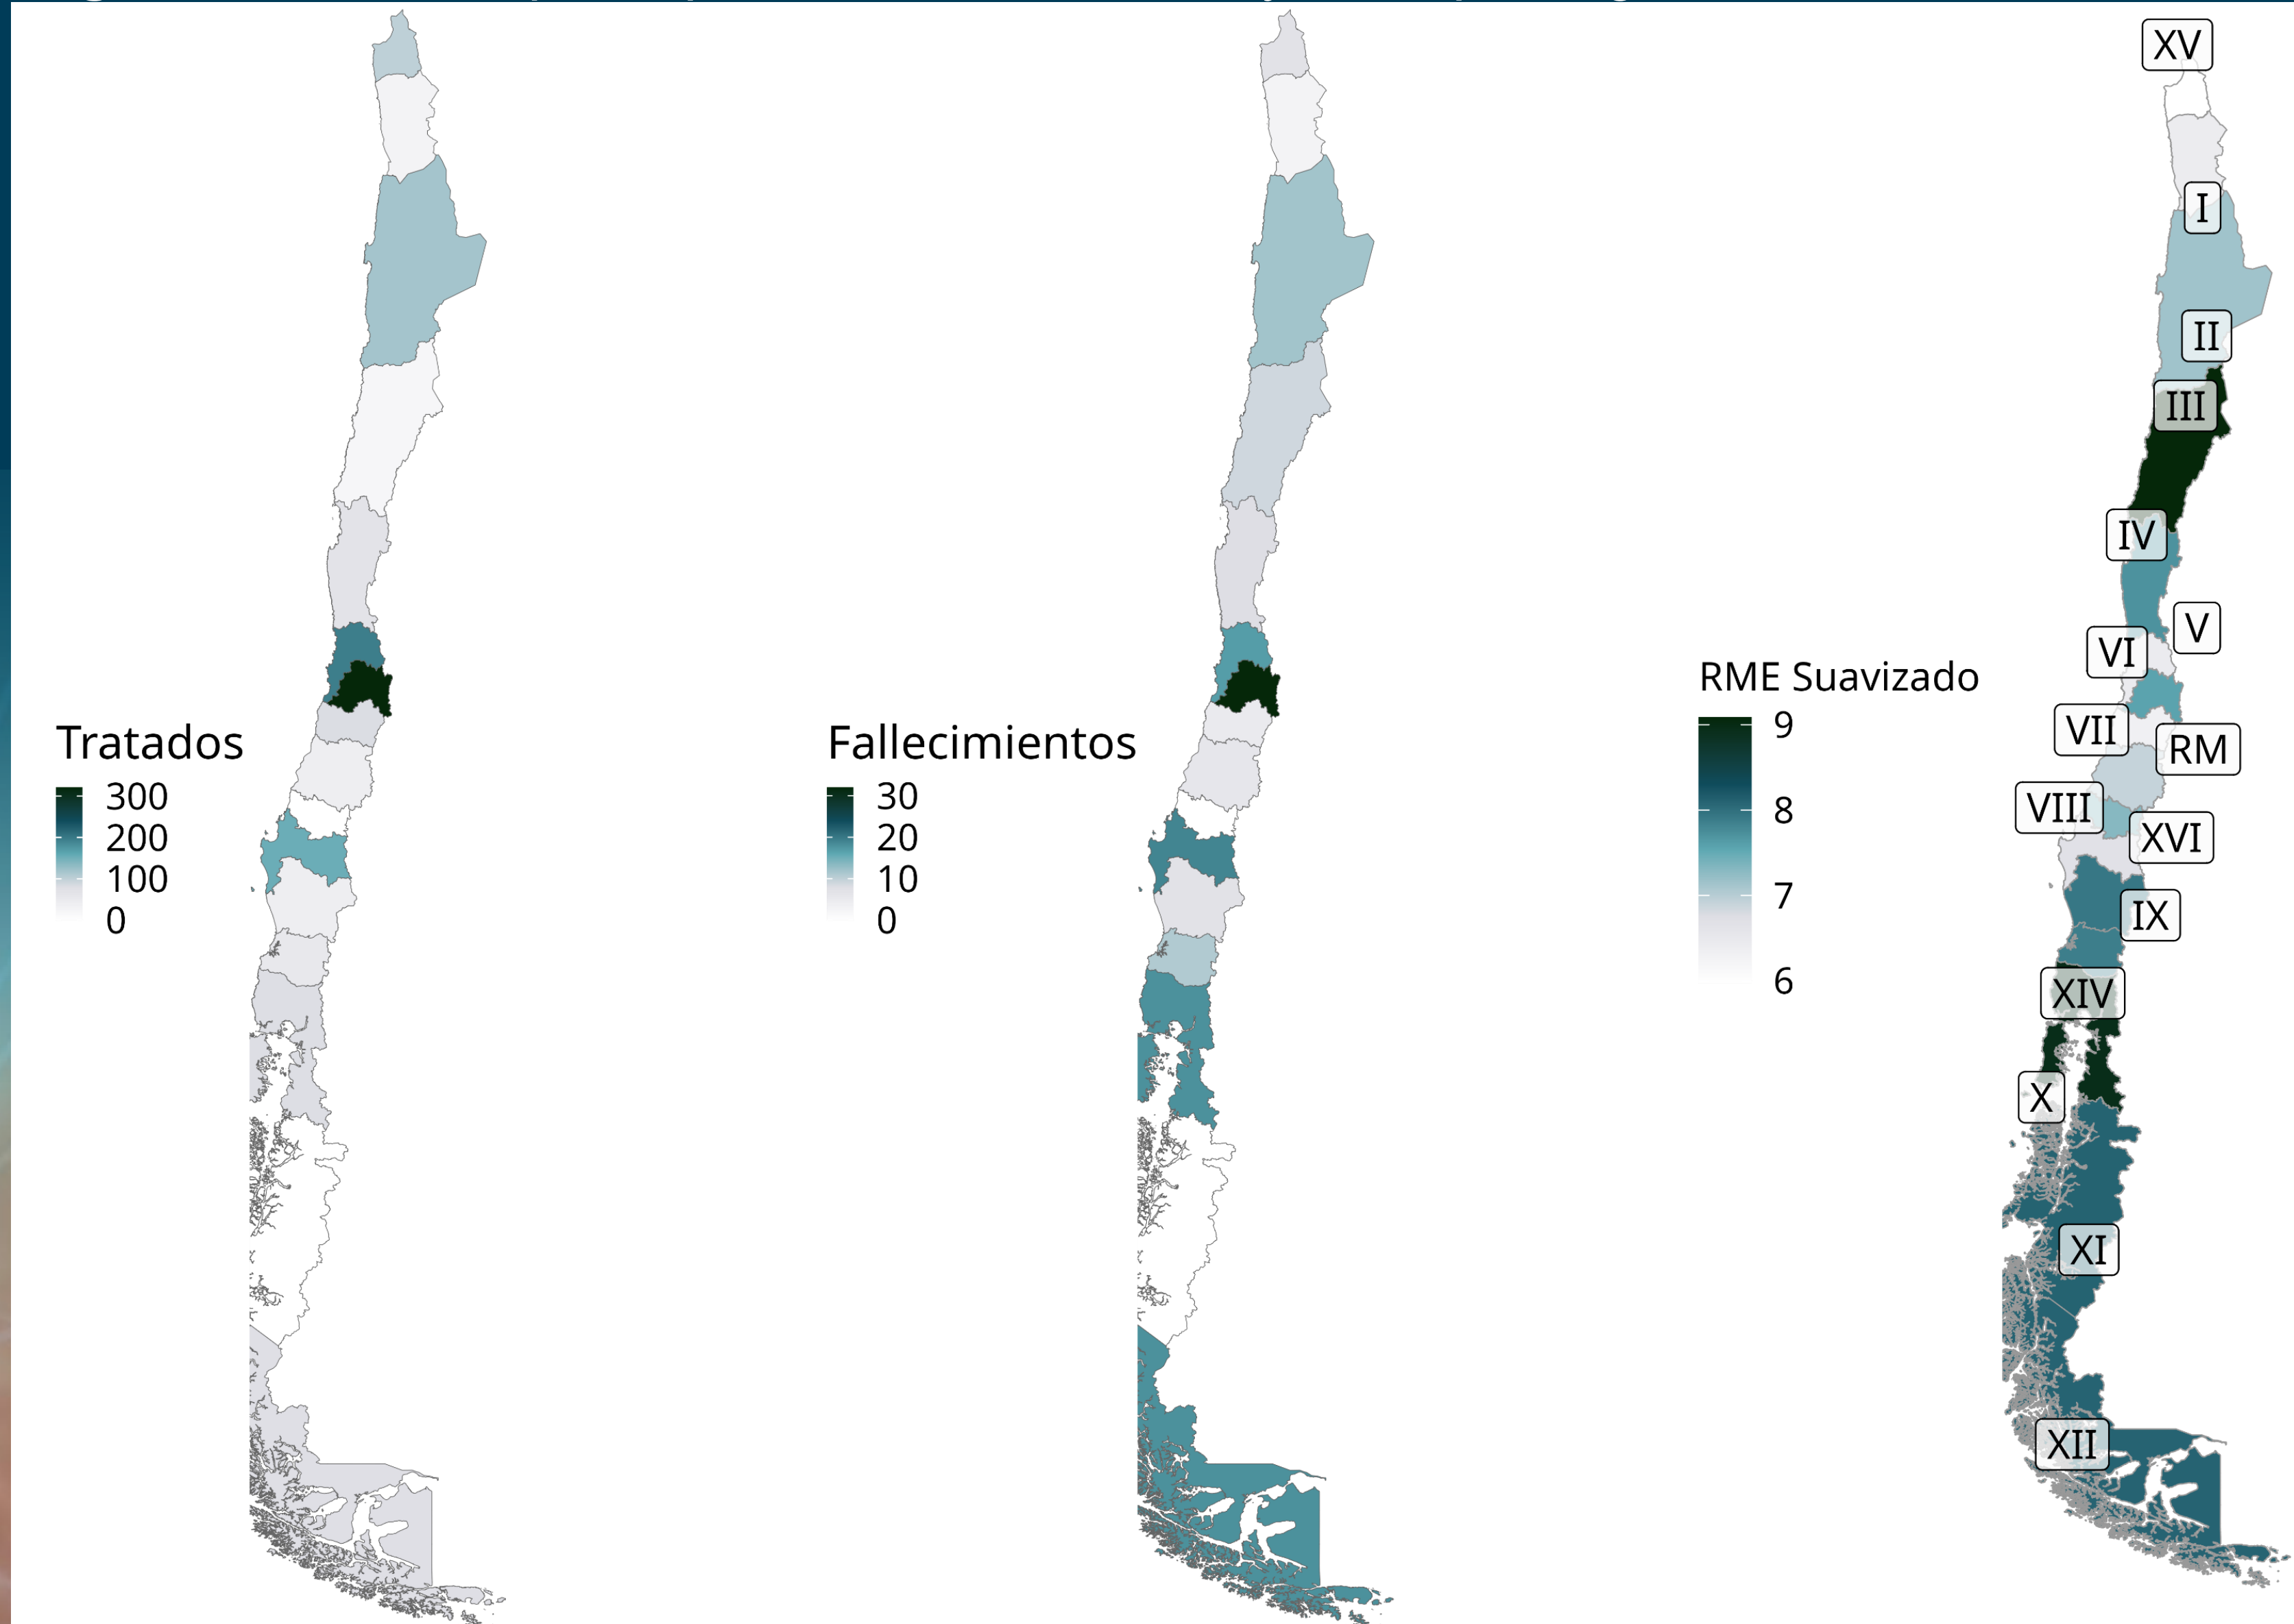 Tratados
300
200
100
0
Fallecimientos
30
20
10
0
RME Suavizado
9
8
7
6
XV
I
II
III
IV
V
VI
VII
RM
VIII
XVI
IX
XIV
X
XI
XII